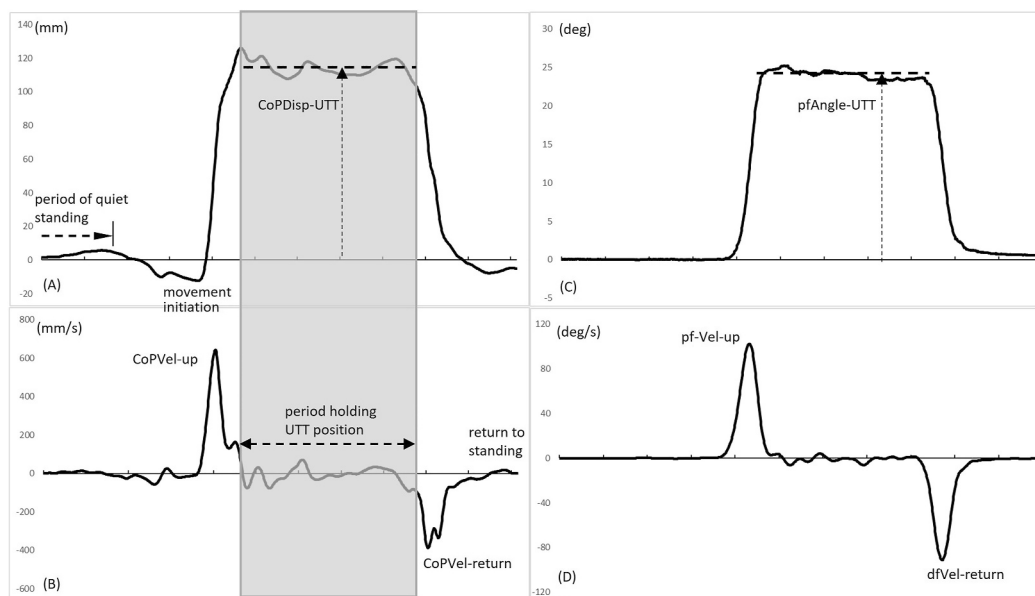 (mm)
140
120
100
80
60
40
20
0
-20
CoPDisp-UTT
period of quiet
standing
movement
initiation
(A)
(deg)
30
25
20
15
10
5
0
-5
pfAngle-UTT
(C)
(mm/s)
800
600
400
200
0
-200
-400
-600
CoPVel-up
period holding
UTT position
return to
standing
CoPVel-return
(B)
(deg/s)
120
80
40
0
-40
-80
-120
pf-Vel-up
dfVel-return
(D)